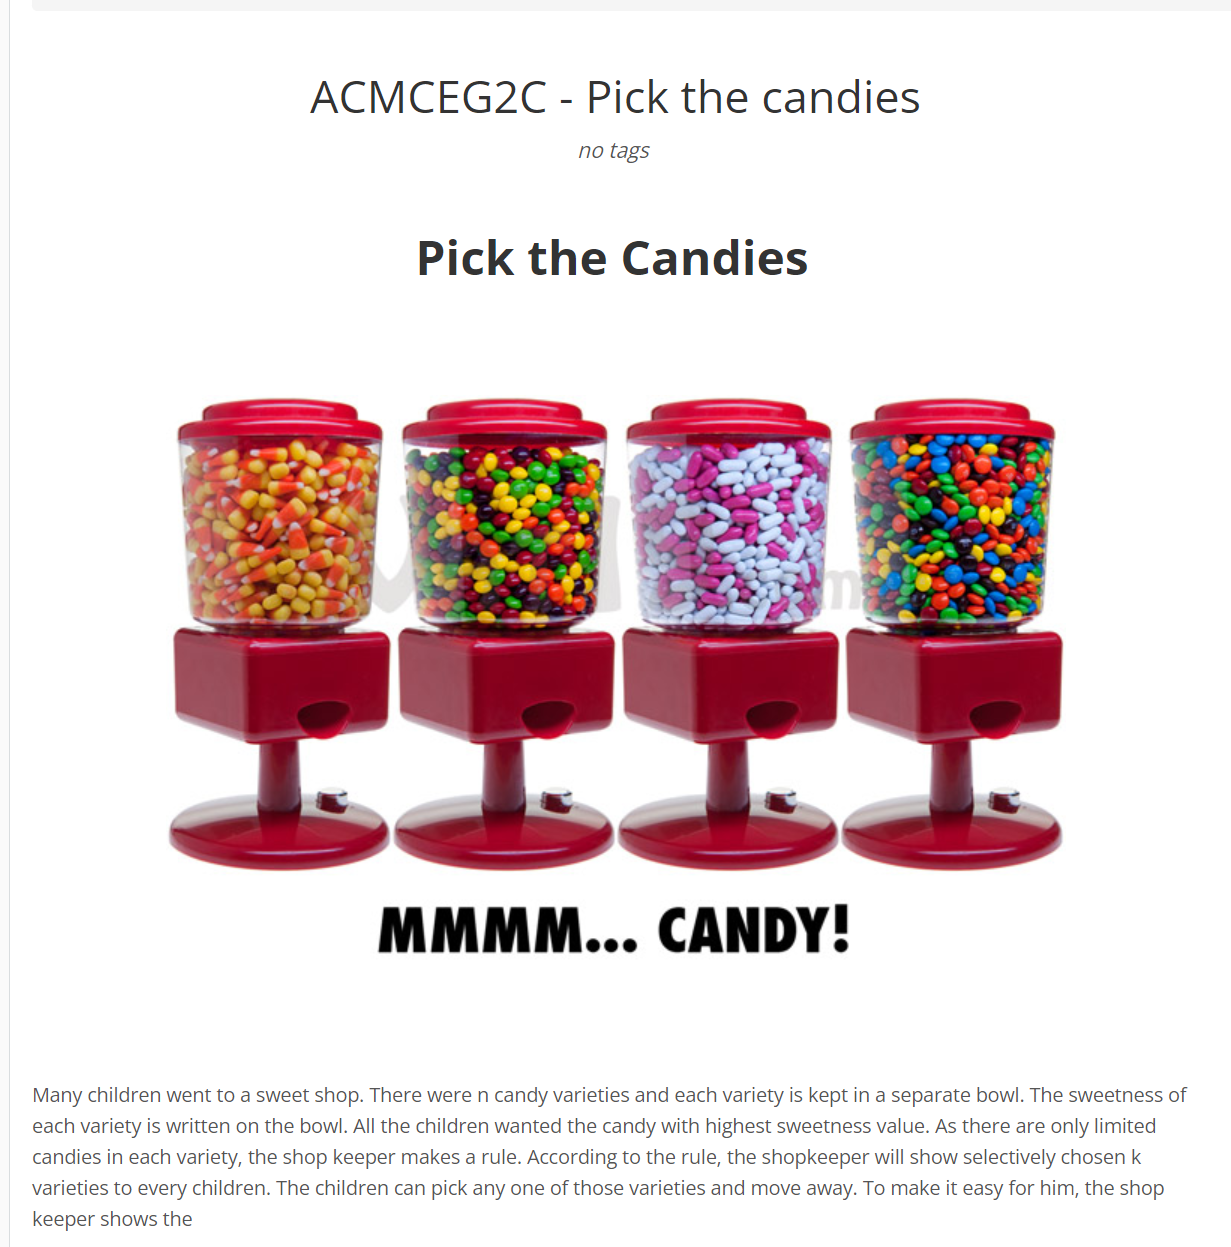 ACMCEG2C - Pick the candies
no tags
Pick the Candies
MMMM... CANDY!
Many children went to a sweet shop. There were n candy varieties and each variety is kept in a separate bowl. The sweetness of
each variety is written on the bowl. All the children wanted the candy with highest sweetness value. As there are only limited
candies in each variety, the shop keeper makes a rule. According to the rule, the shopkeeper will show selectively chosen k
varieties to every children. The children can pick any one of those varieties and move away. To make it easy for him, the shop
keeper shows the